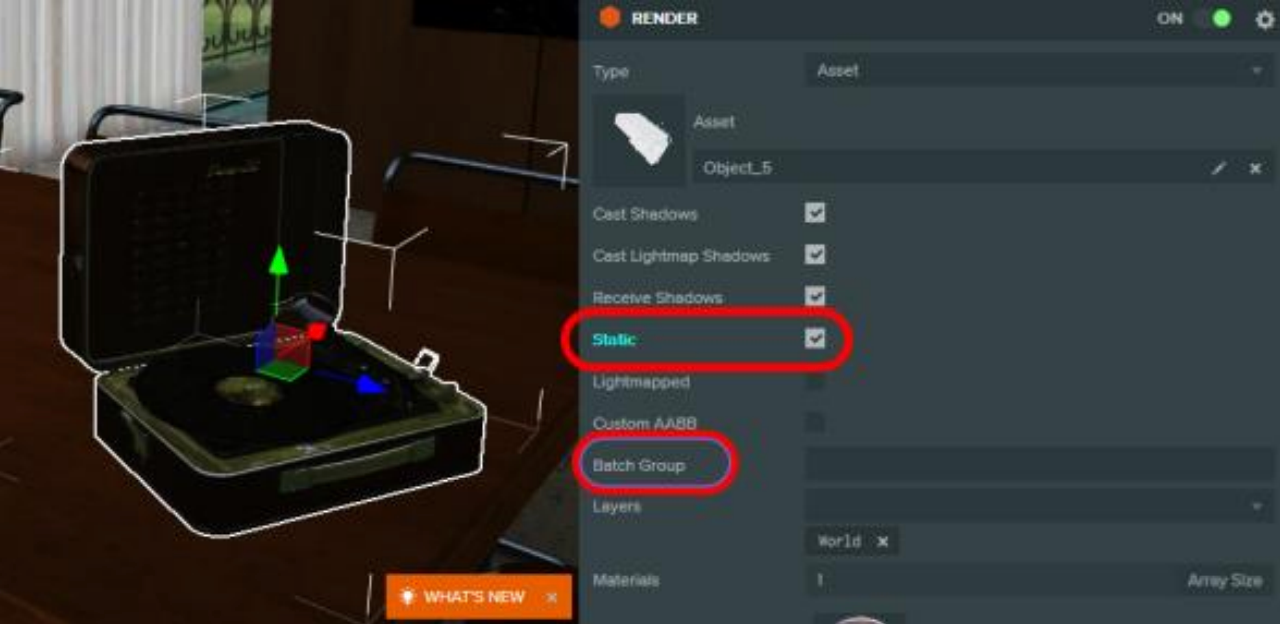 RENDER
ON
Type
Asset
Asset
Object_5
Cast Shadows
Cast Lightmap Shadows
Receive Shadows
Static
Lightmapped
Custom AABB
Batch Group
Layers
World
Materials
1
Array Size
WHAT'S NEW